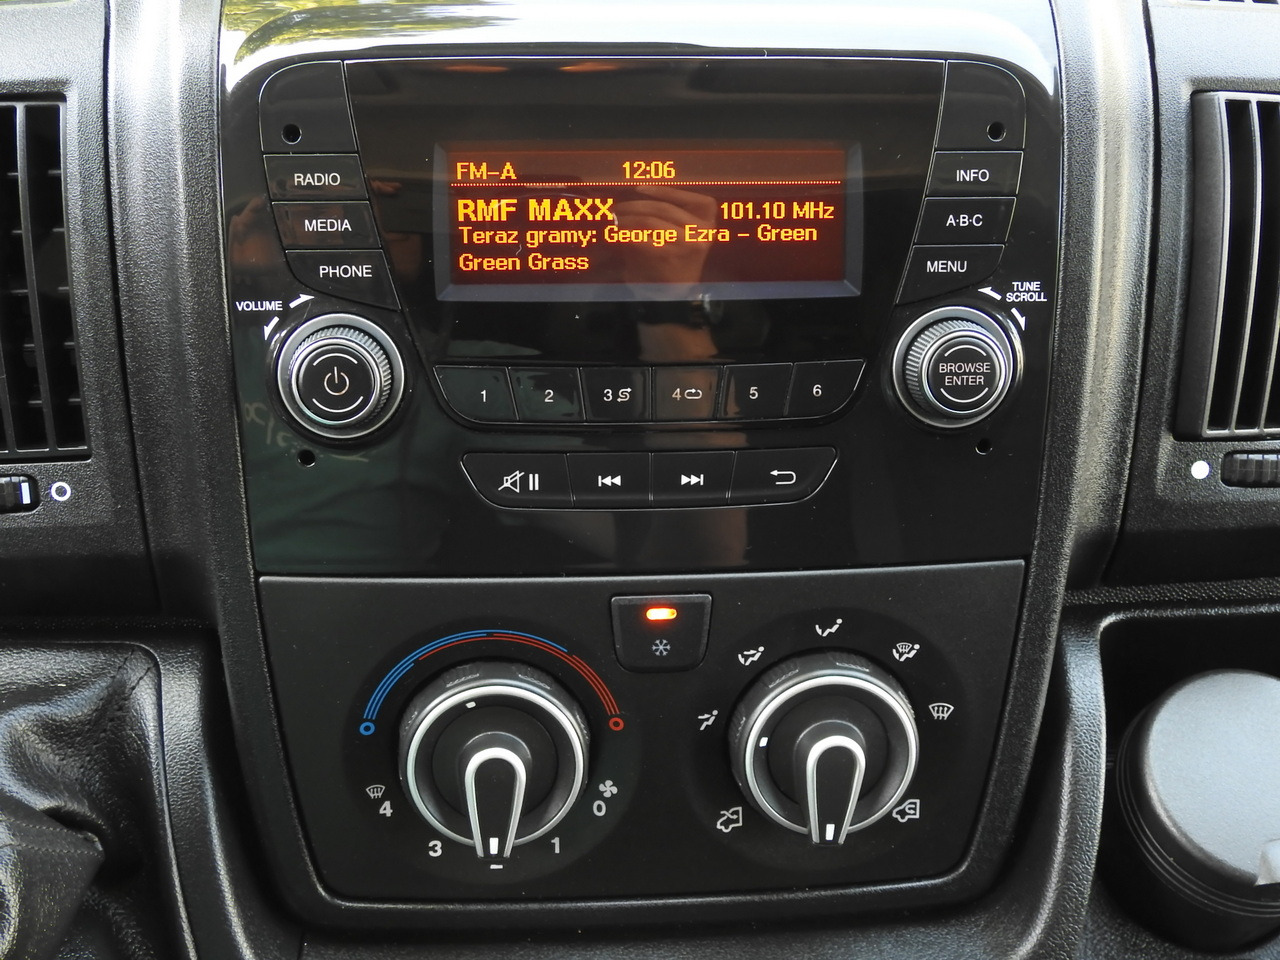 FM-A 12:06
RMF MAXX 101.10 MHz
Teraz gramy: George Ezra - Green
Green Grass
RADIO
MEDIA
PHONE
INFO
A·B·C
MENU
VOLUME
TUNE
SCROLL
BROWSE
ENTER
1 2 3 4 5 6
4 0
3 1